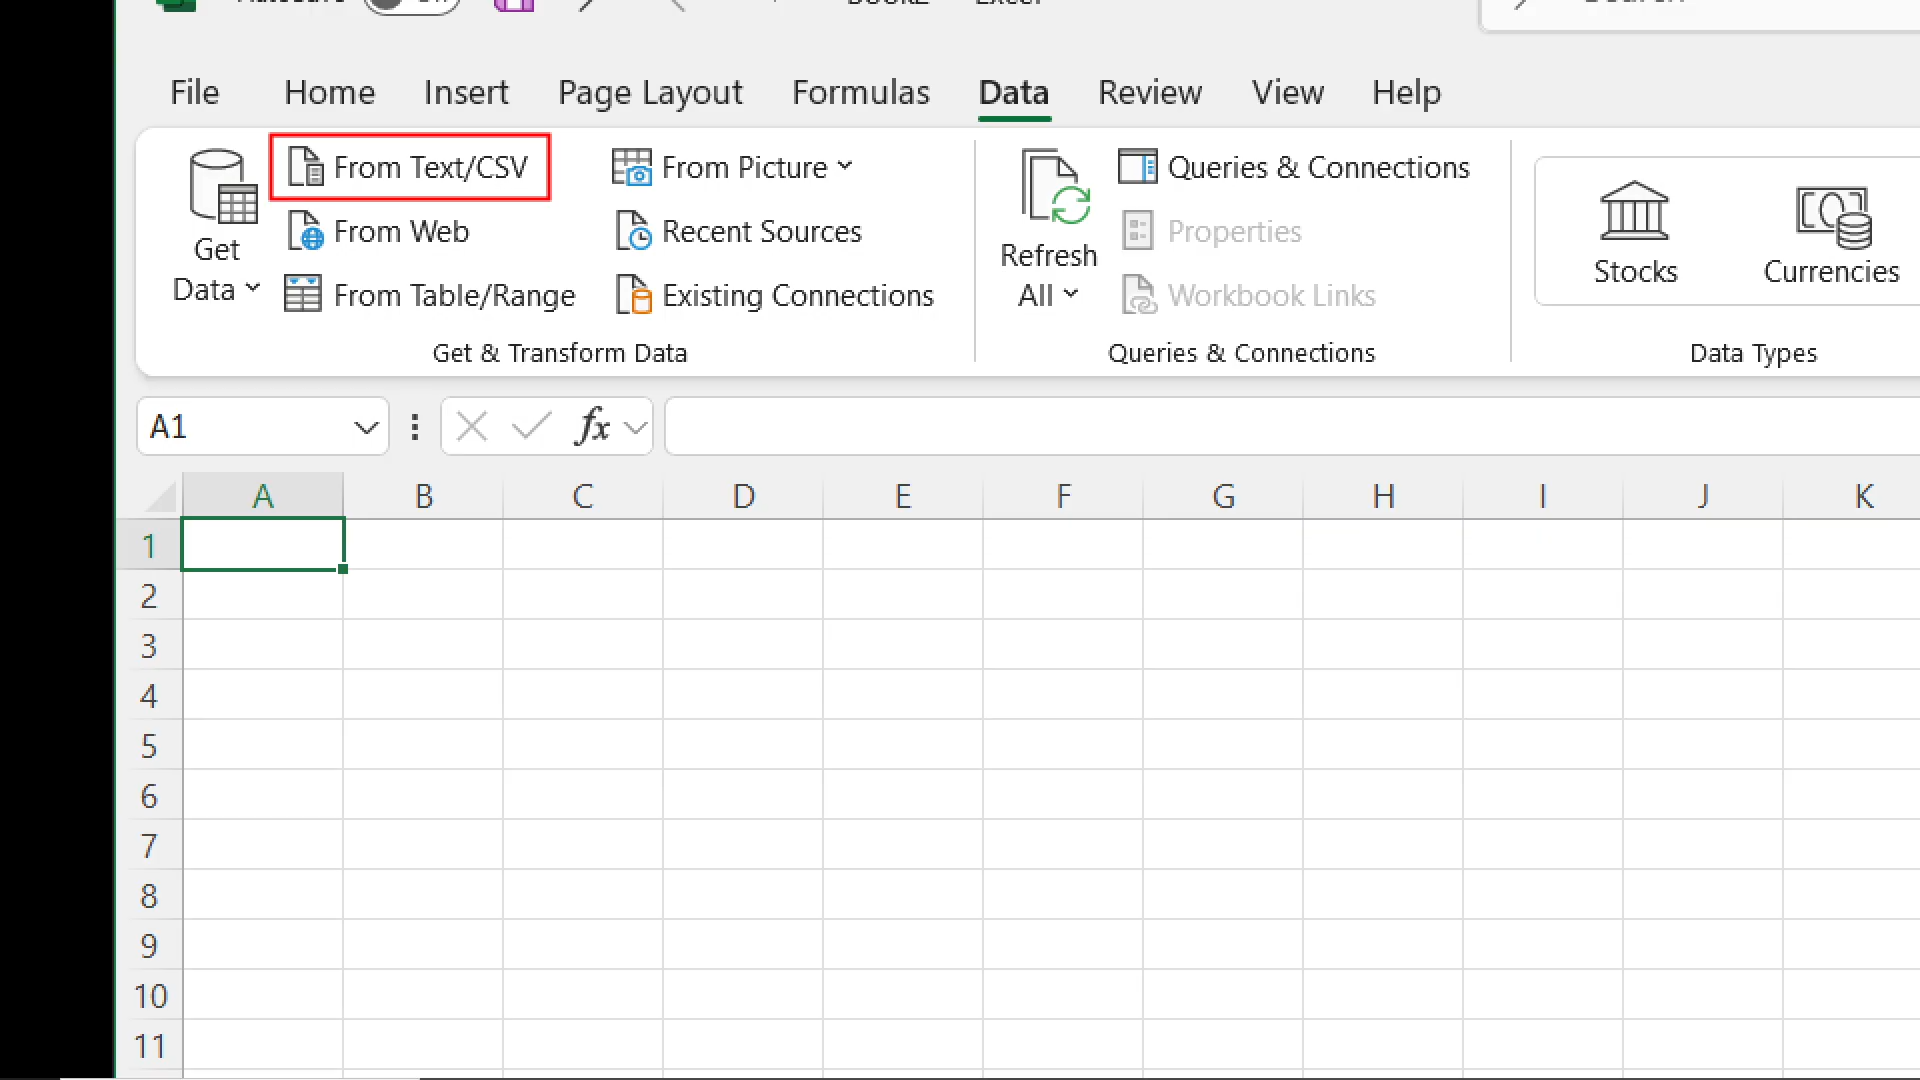 File Home Insert Page Layout Formulas Data Review View Help
From Text/CSV
From Picture
Queries & Connections
Get Data
From Web
Recent Sources
Refresh All
Properties
Stocks
Currencies
From Table/Range
Existing Connections
Workbook Links
Get & Transform Data
Queries & Connections
Data Types
A1
fx
A B C D E F G H I J K
1
2
3
4
5
6
7
8
9
10
11